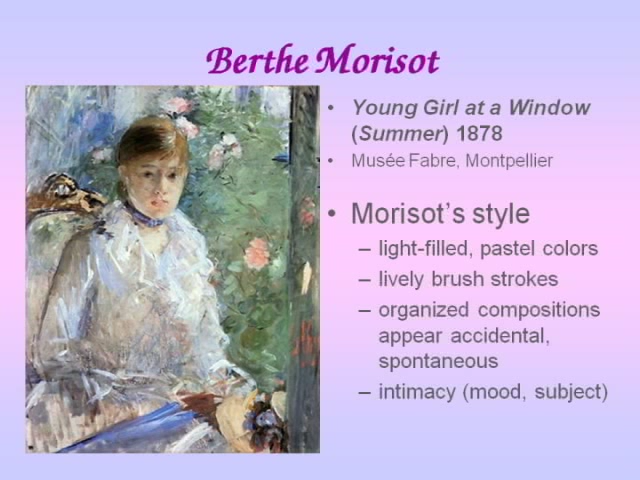 Berthe Morisot
• Young Girl at a Window
(Summer) 1878
• Musée Fabre, Montpellier
• Morisot’s style
– light-filled, pastel colors
– lively brush strokes
– organized compositions
appear accidental,
spontaneous
– intimacy (mood, subject)